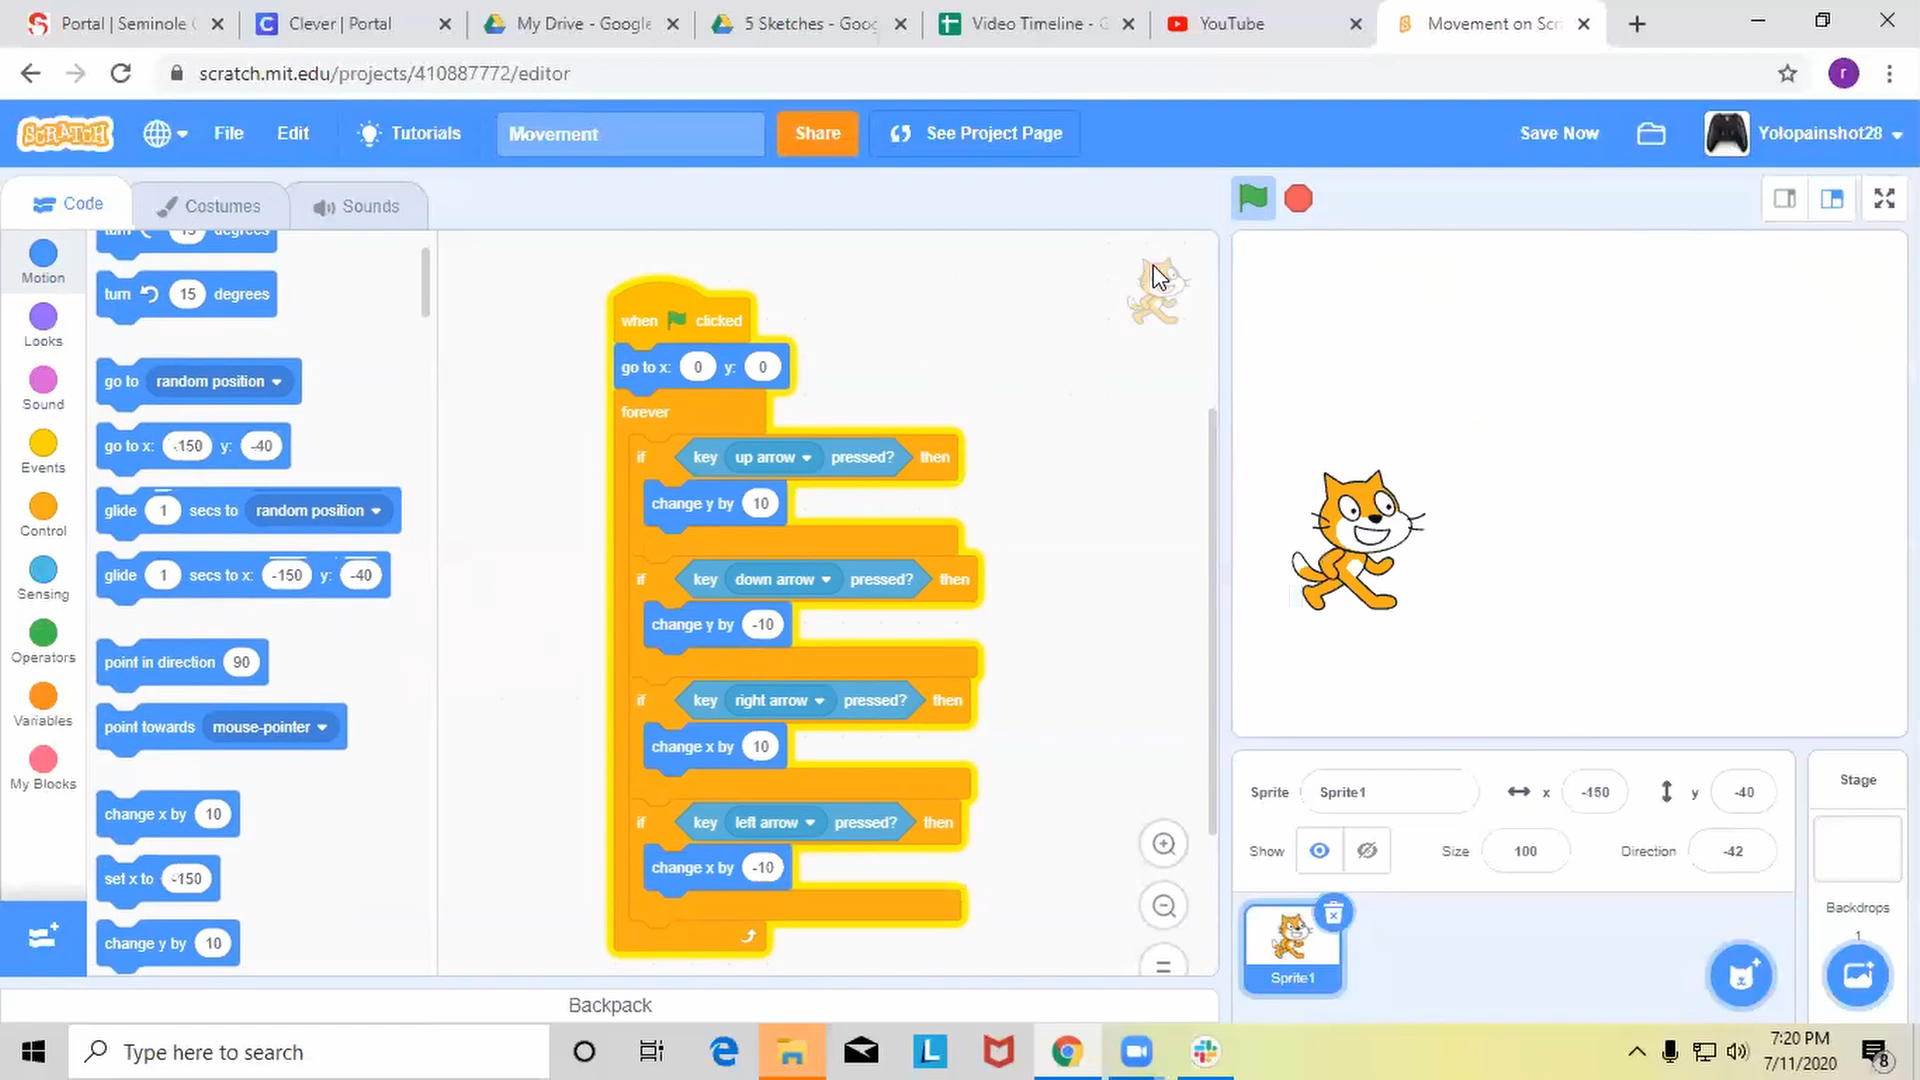 Portal | Seminole C
Clever | Portal
My Drive - Google
5 Sketches - Goog
Video Timeline - G
YouTube
Movement on Scr
scratch.mit.edu/projects/410887772/editor
r
SCRATCH
File
Edit
Tutorials
Movement
Share
See Project Page
Save Now
Yolopainshot28
Code
Costumes
Sounds
Motion
Looks
Sound
Events
Control
Sensing
Operators
Variables
My Blocks
turn 15 degrees
turn 15 degrees
go to random position
go to x: -150 y: -40
glide 1 secs to random position
glide 1 secs to x: -150 y: -40
point in direction 90
point towards mouse-pointer
change x by 10
set x to -150
change y by 10
when clicked
go to x: 0 y: 0
forever
if key up arrow pressed? then
change y by 10
if key down arrow pressed? then
change y by -10
if key right arrow pressed? then
change x by 10
if key left arrow pressed? then
change x by -10
Sprite Sprite1 x -150 y -40
Show Size 100 Direction -42
Sprite1
Stage
Backdrops
1
Backpack
Type here to search
7:20 PM
7/11/2020
8